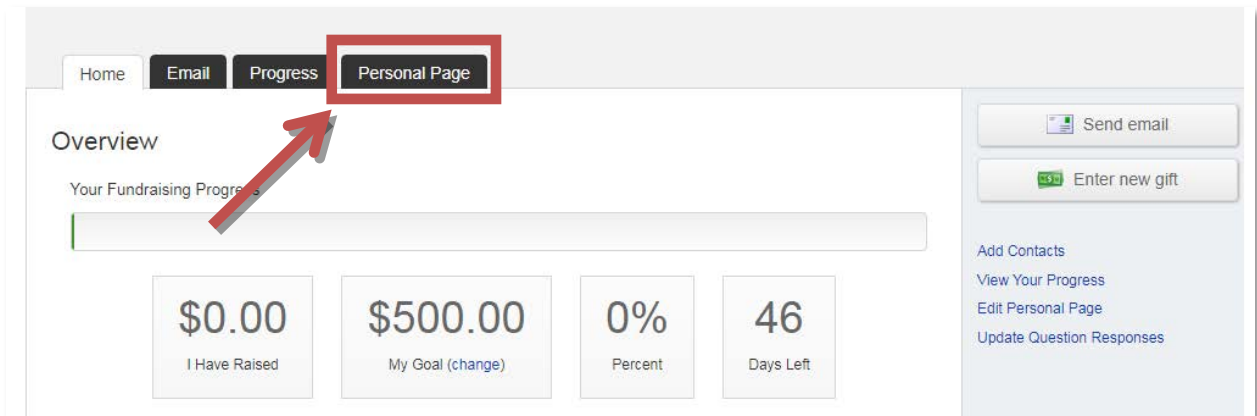 Home Email Progress Personal Page
Overview
Your Fundraising Progress
$0.00
I Have Raised
$500.00
My Goal (change)
0%
Percent
46
Days Left
Send email
Enter new gift
Add Contacts
View Your Progress
Edit Personal Page
Update Question Responses